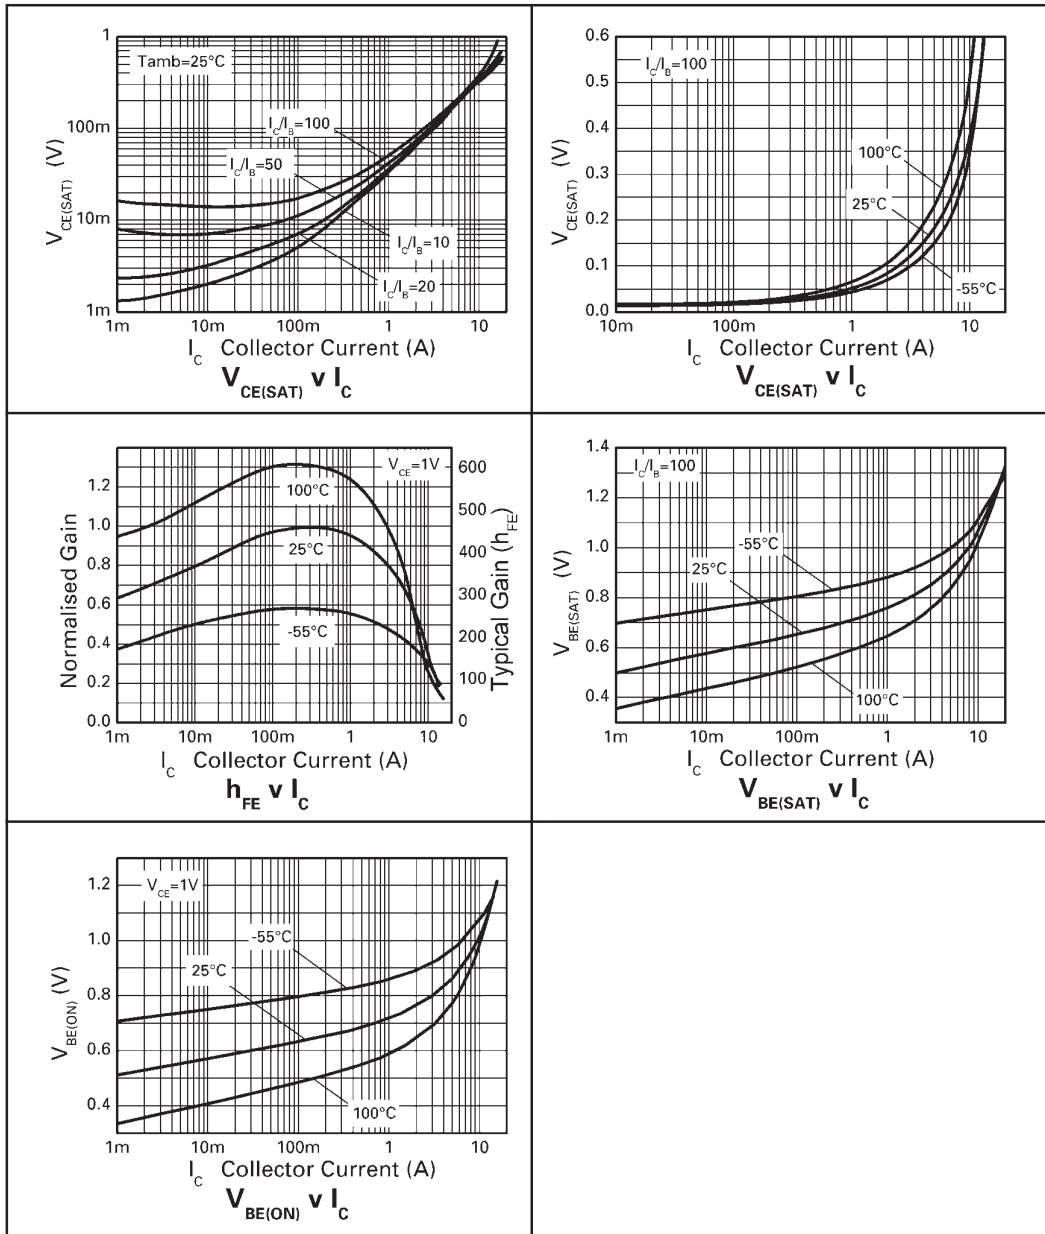 1
100m
10m
1m
V_CE(SAT) (V)
Tamb=25°C
I_C/I_B=100
I_C/I_B=50
I_C/I_B=10
I_C/I_B=20
1m 10m 100m 1 10
I_C Collector Current (A)
V_CE(SAT) v I_C
0.6
0.5
0.4
0.3
0.2
0.1
0.0
V_CE(SAT) (V)
I_C/I_B=100
100°C
25°C
-55°C
10m 100m 1 10
I_C Collector Current (A)
V_CE(SAT) v I_C
1.2
1.0
0.8
0.6
0.4
0.2
0.0
Normalised Gain
V_CE=1V
100°C
25°C
-55°C
600
500
400
300
200
100
0
Typical Gain (h_FE)
1m 10m 100m 1 10
I_C Collector Current (A)
h_FE v I_C
1.4
1.2
1.0
0.8
0.6
0.4
V_BE(SAT) (V)
I_C/I_B=100
-55°C
25°C
100°C
1m 10m 100m 1 10
I_C Collector Current (A)
V_BE(SAT) v I_C
1.2
1.0
0.8
0.6
0.4
V_BE(ON) (V)
V_CE=1V
-55°C
25°C
100°C
1m 10m 100m 1 10
I_C Collector Current (A)
V_BE(ON) v I_C